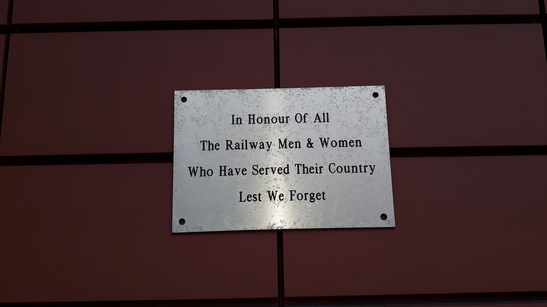 In Honour Of All
The Railway Men & Women
Who Have Served Their Country
Lest We Forget